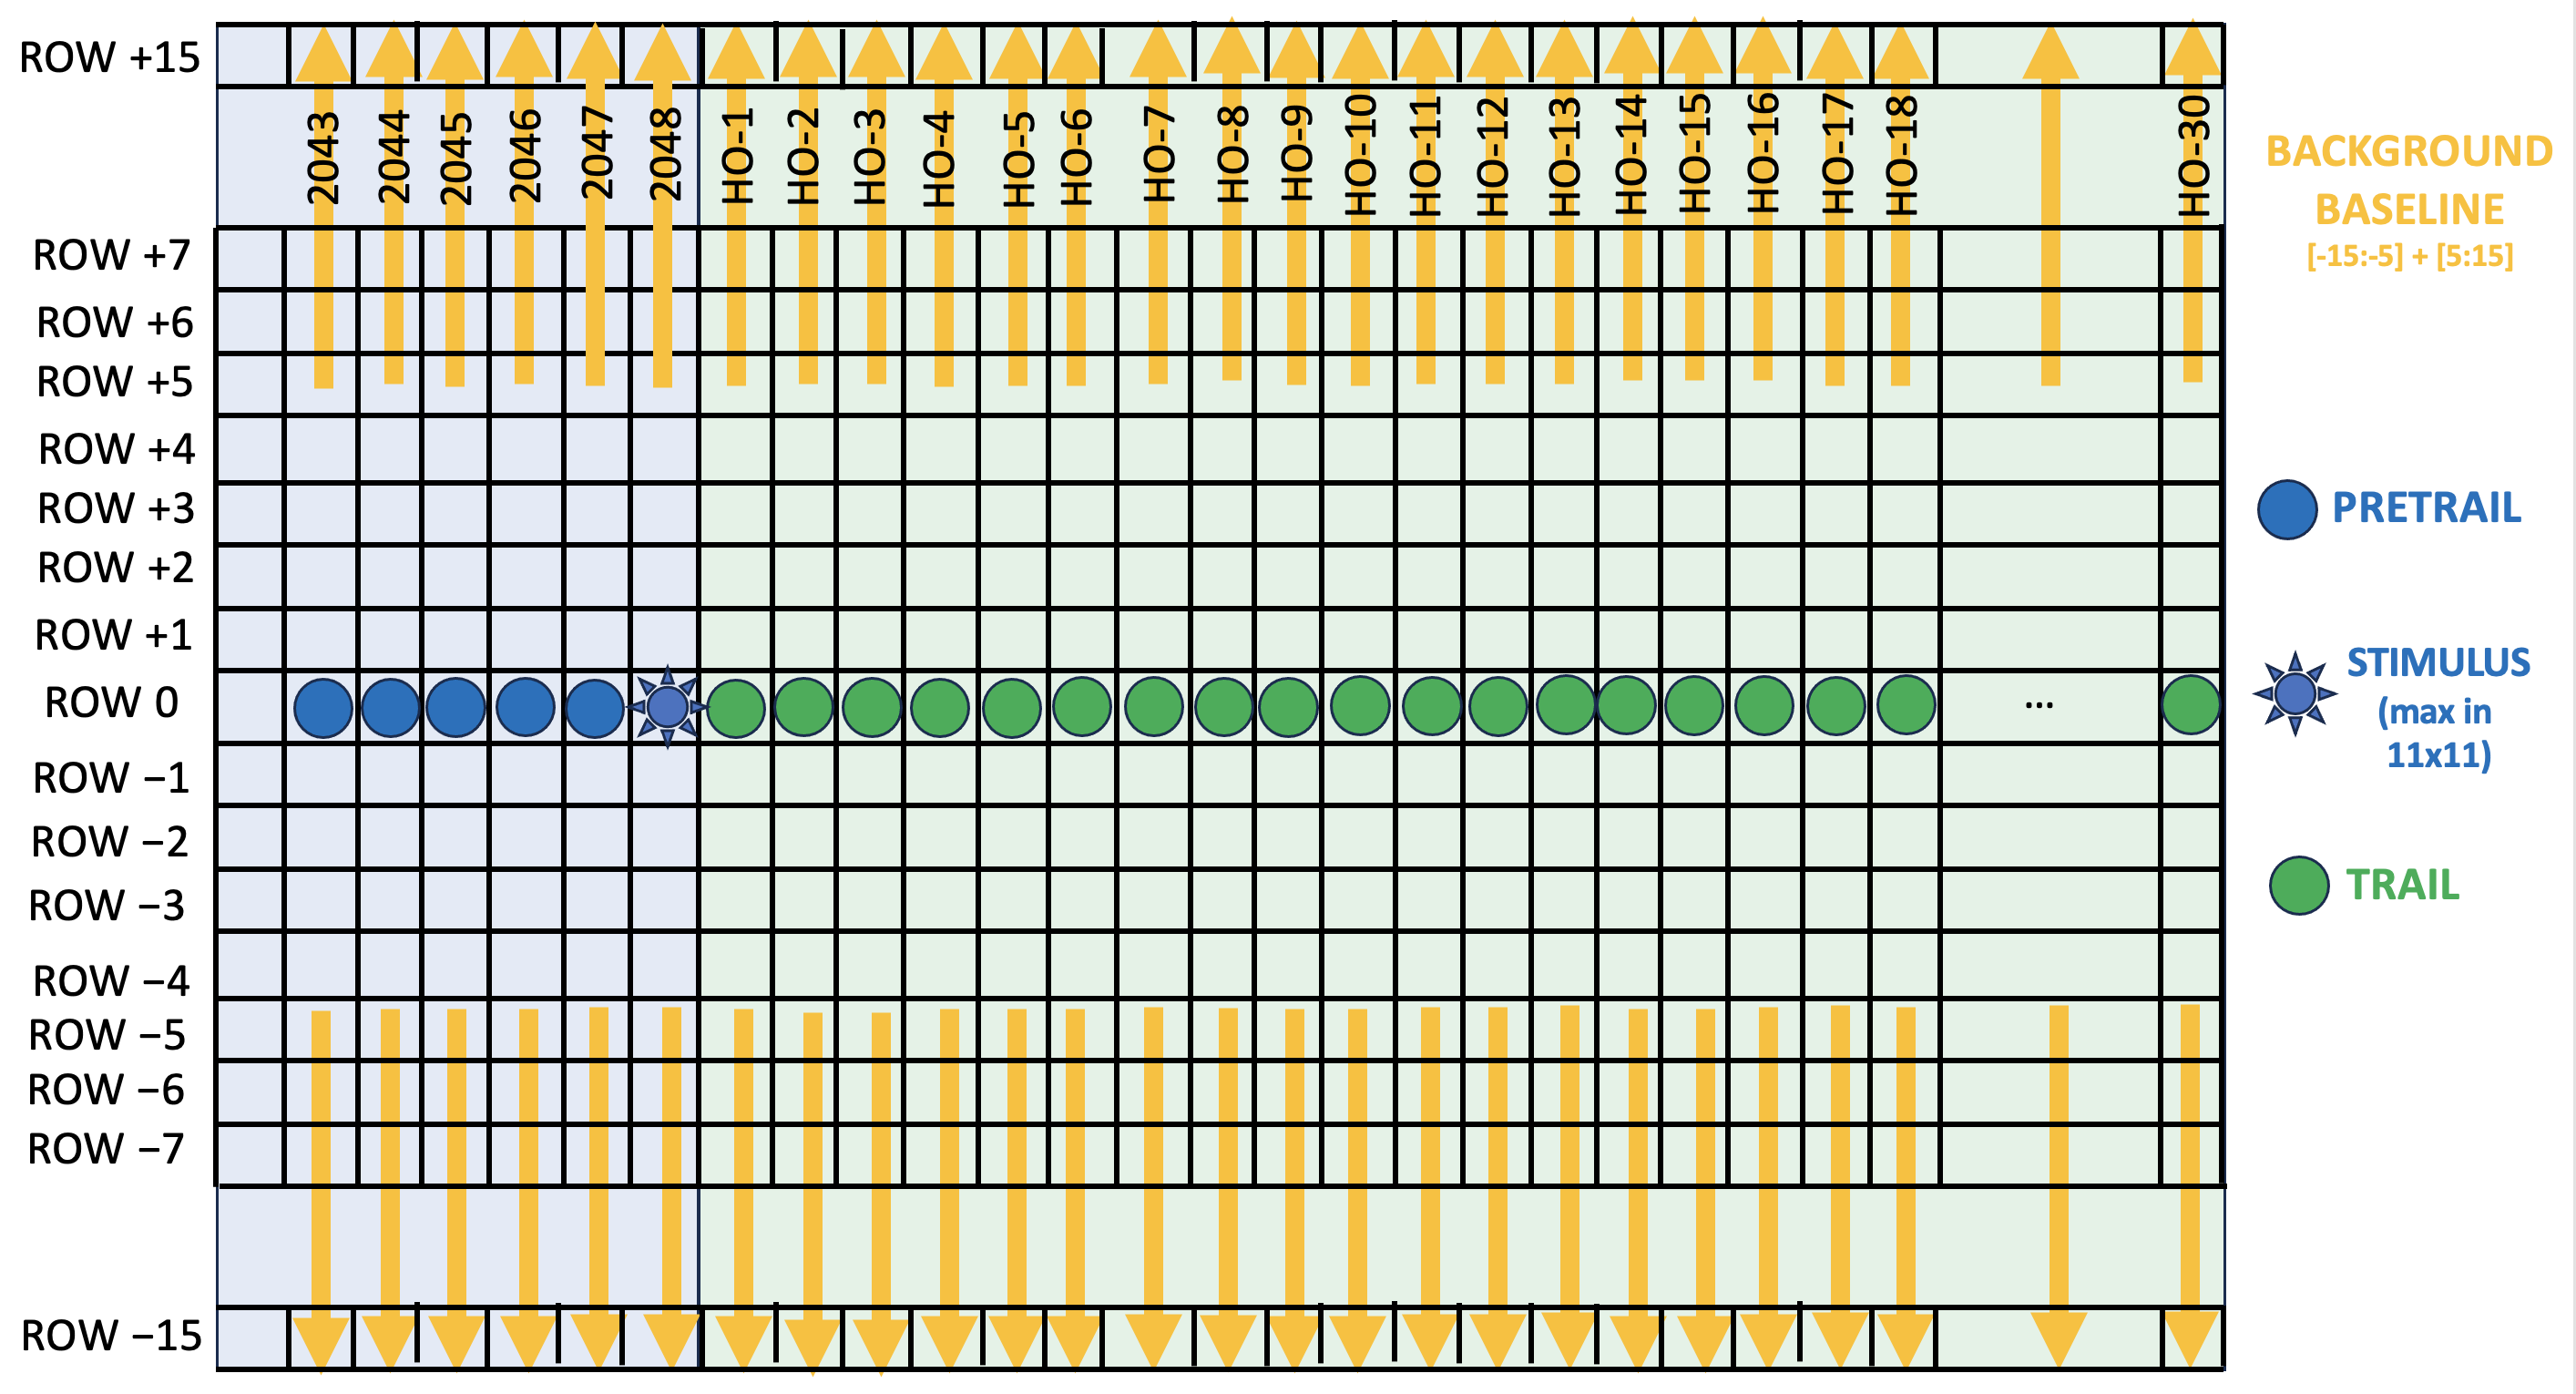 ROW +15
2043
2044
2045
2046
2047
2048
HO-1
HO-2
HO-3
HO-4
HO-5
HO-6
HO-7
HO-8
HO-9
HO-10
HO-11
HO-12
HO-13
HO-14
HO-15
HO-16
HO-17
HO-18
HO-30
ROW +7
ROW +6
ROW +5
ROW +4
ROW +3
ROW +2
ROW +1
ROW 0
...
ROW −1
ROW −2
ROW −3
ROW −4
ROW −5
ROW −6
ROW −7
ROW −15
BACKGROUND
BASELINE
[-15:-5] + [5:15]
PRETRAIL
STIMULUS
(max in
11x11)
TRAIL